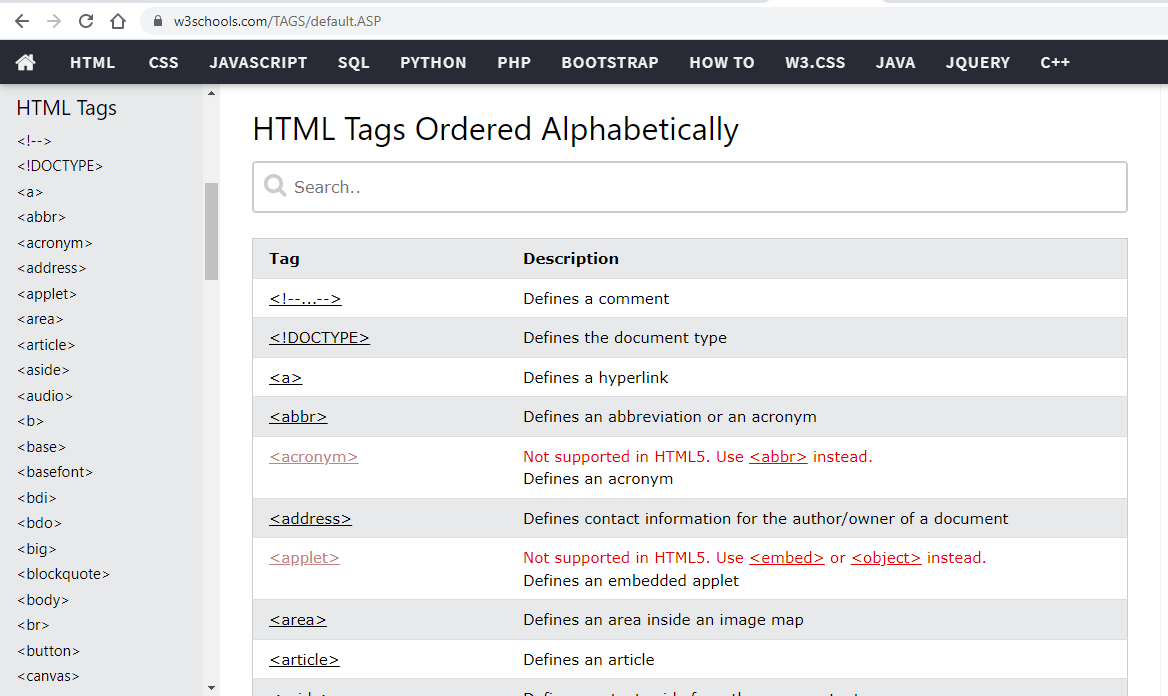 w3schools.com/TAGS/default.ASP
HTML CSS JAVASCRIPT SQL PYTHON PHP BOOTSTRAP HOW TO W3.CSS JAVA JQUERY C++
HTML Tags
<!-->
<!DOCTYPE>
<a>
<abbr>
<acronym>
<address>
<applet>
<area>
<article>
<aside>
<audio>
<b>
<base>
<basefont>
<bdi>
<bdo>
<big>
<blockquote>
<body>
<br>
<button>
<canvas>
HTML Tags Ordered Alphabetically
Search..
Tag Description
<!--...--> Defines a comment
<!DOCTYPE> Defines the document type
<a> Defines a hyperlink
<abbr> Defines an abbreviation or an acronym
<acronym> Not supported in HTML5. Use <abbr> instead.
Defines an acronym
<address> Defines contact information for the author/owner of a document
<applet> Not supported in HTML5. Use <embed> or <object> instead.
Defines an embedded applet
<area> Defines an area inside an image map
<article> Defines an article